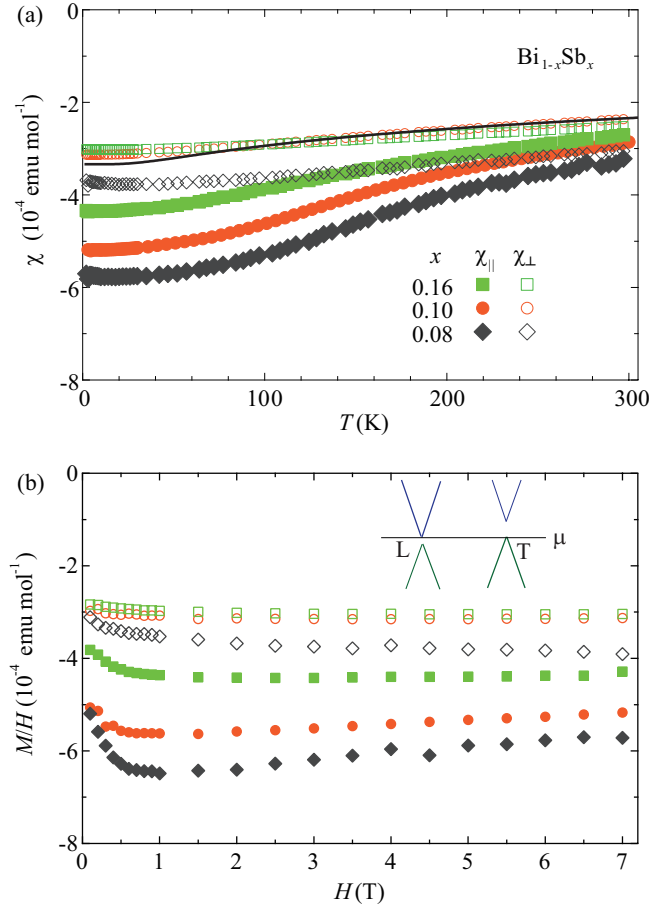 (a)
0
-2
-4
-6
-8
χ (10⁻⁴ emu mol⁻¹)
Bi₁₋ₓSbₓ
x χ|| χ⊥
0.16
0.10
0.08
0 100 200 300
T (K)
(b)
0
-2
-4
-6
-8
M/H (10⁻⁴ emu mol⁻¹)
L T μ
0 1 2 3 4 5 6 7
H (T)